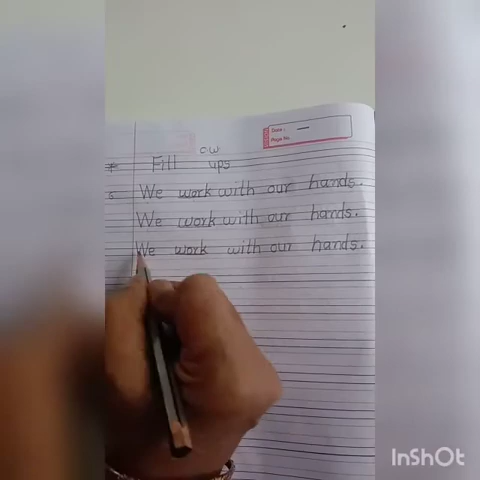 Date :
Page No.
C.W
* Fill ups
We work with our hands.
We work with our hands.
We work with our hands.
InShOt